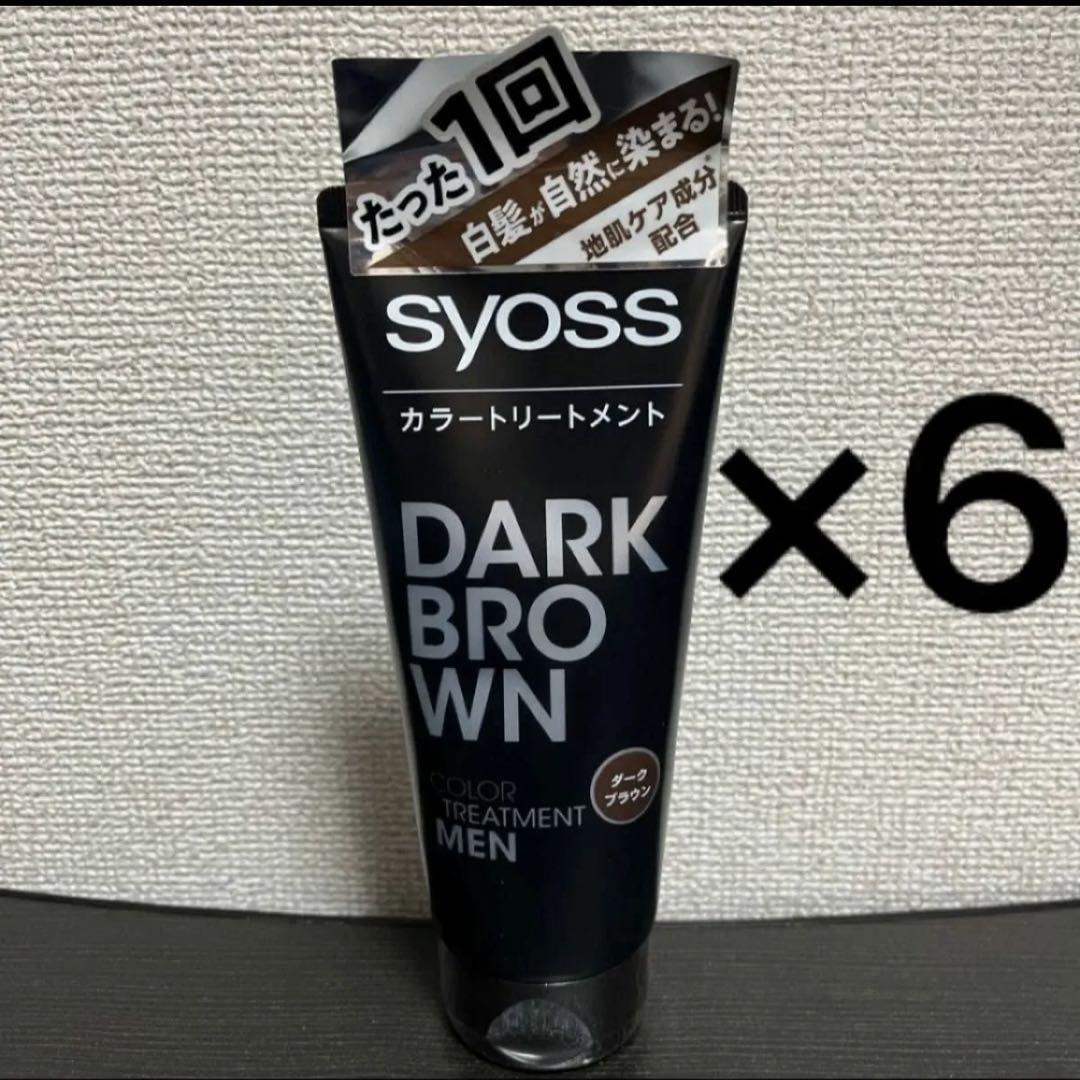 たった1回
白髪が自然に染まる!
地肌ケア成分
配合
syoss
カラートリートメント
DARK
BRO
WN
×6
ダーク
ブラウン
COLOR
TREATMENT
MEN